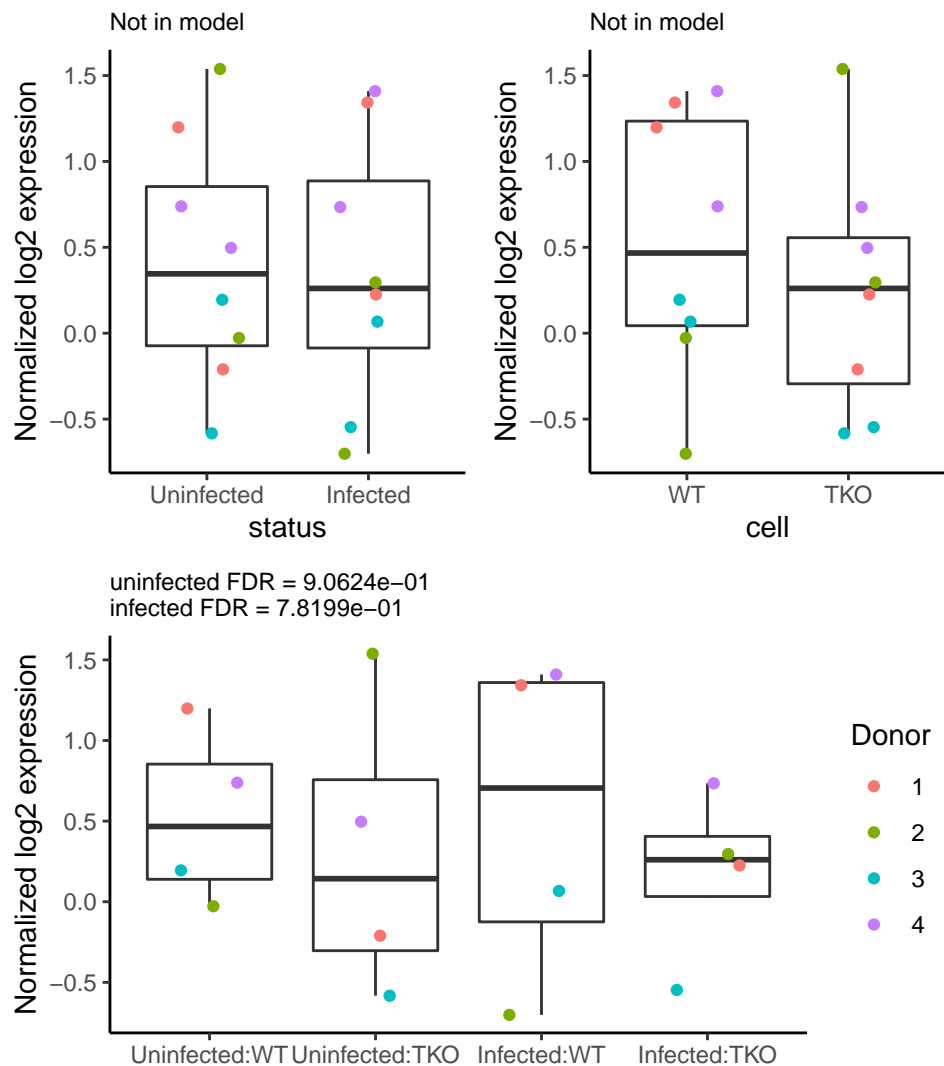 Not in model
Normalized log2 expression
1.5
1.0
0.5
0.0
−0.5
Uninfected
Infected
status
Not in model
Normalized log2 expression
1.5
1.0
0.5
0.0
−0.5
WT
TKO
cell
uninfected FDR = 9.0624e−01
infected FDR = 7.8199e−01
Normalized log2 expression
1.5
1.0
0.5
0.0
−0.5
Uninfected:WT
Uninfected:TKO
Infected:WT
Infected:TKO
Donor
1
2
3
4